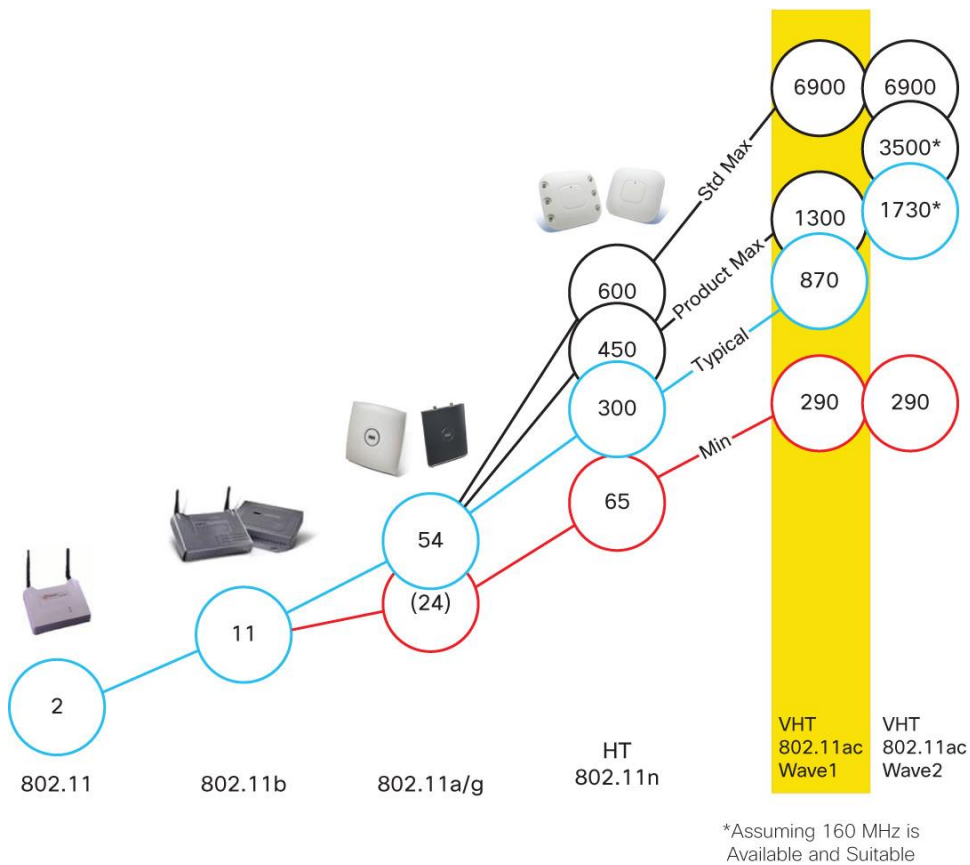 6900
6900
3500*
Std Max
1300
1730*
Product Max
600
870
450
Typical
300
290
290
Min
65
54
(24)
11
2
VHT
802.11ac
Wave1
VHT
802.11ac
Wave2
HT
802.11n
802.11
802.11b
802.11a/g
*Assuming 160 MHz is
Available and Suitable